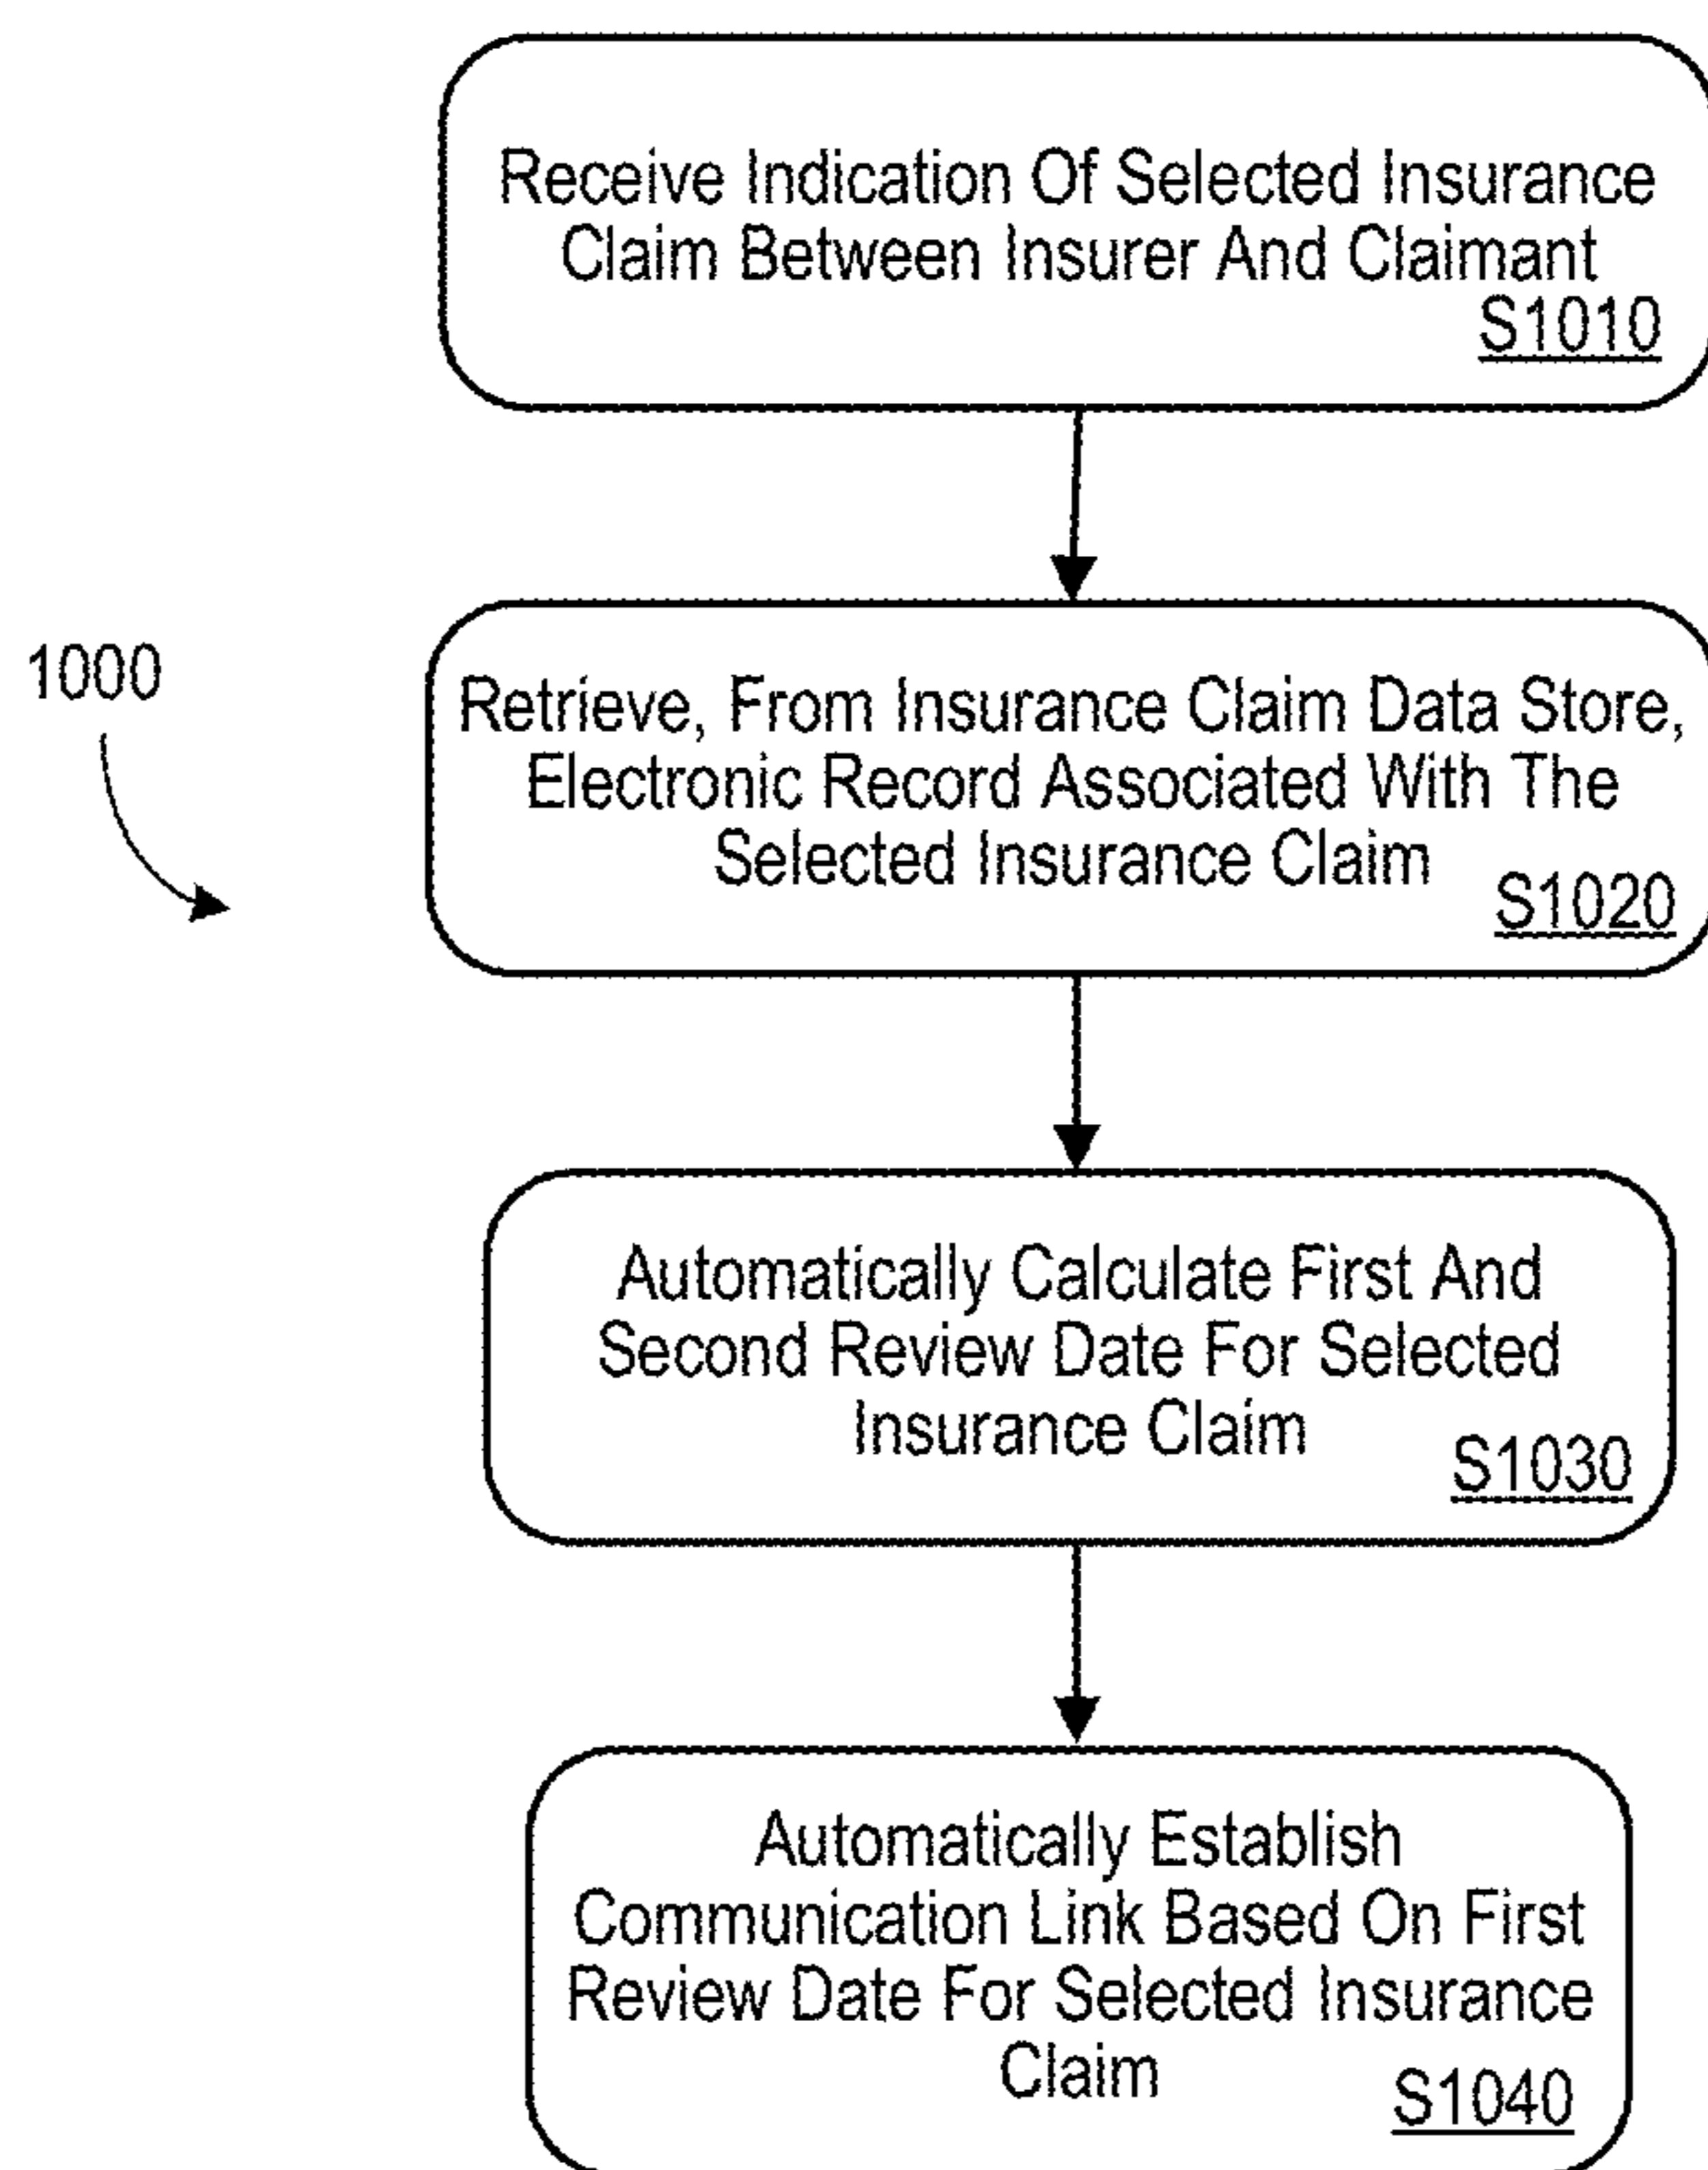 Receive Indication Of Selected Insurance
Claim Between Insurer And Claimant
S1010
1000
Retrieve, From Insurance Claim Data Store,
Electronic Record Associated With The
Selected Insurance Claim
S1020
Automatically Calculate First And
Second Review Date For Selected
Insurance Claim
S1030
Automatically Establish
Communication Link Based On First
Review Date For Selected Insurance
Claim
S1040